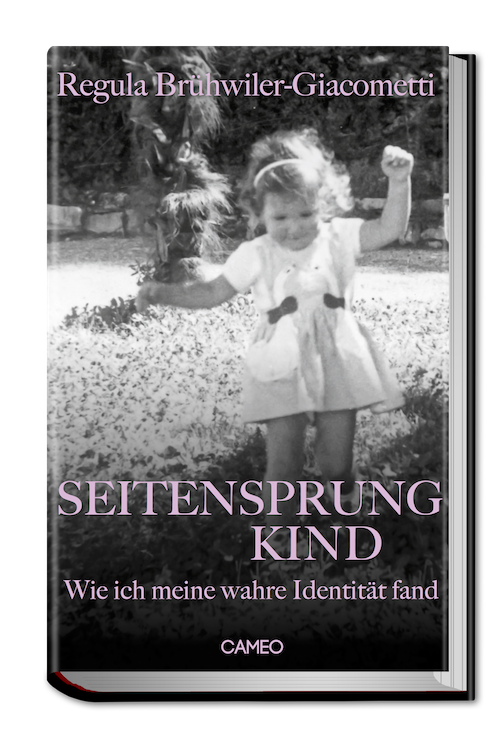 Regula Brühwiler-Giacometti
SEITENSPRUNG
KIND
Wie ich meine wahre Identität fand
CAMEO